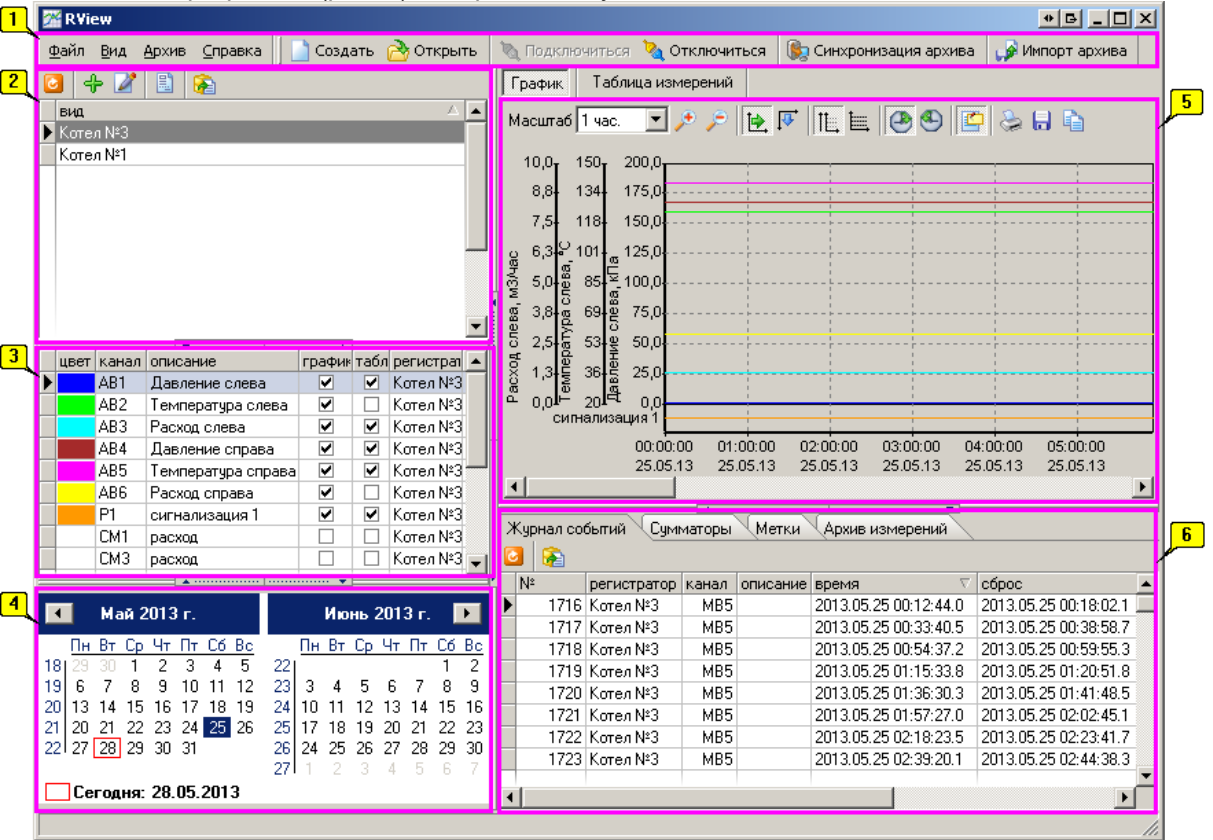 1
RView
Файл Вид Архив Справка Создать Открыть Подключиться Отключиться Синхронизация архива Импорт архива
2
вид
Котел №3
Котел №1
3
цвет канал описание график табл регистрат
АВ1 Давление слева Котел №3
АВ2 Температура слева Котел №3
АВ3 Расход слева Котел №3
АВ4 Давление справа Котел №3
АВ5 Температура справа Котел №3
АВ6 Расход справа Котел №3
Р1 сигнализация 1 Котел №3
СМ1 расход Котел №3
СМ3 расход Котел №3
4
Май 2013 г. Июнь 2013 г.
Пн Вт Ср Чт Пт Сб Вс Пн Вт Ср Чт Пт Сб Вс
18 29 30 1 2 3 4 5 22 1 2
19 6 7 8 9 10 11 12 23 3 4 5 6 7 8 9
20 13 14 15 16 17 18 19 24 10 11 12 13 14 15 16
21 20 21 22 23 24 25 26 25 17 18 19 20 21 22 23
22 27 28 29 30 31 26 24 25 26 27 28 29 30
27 1 2 3 4 5 6 7
Сегодня: 28.05.2013
График Таблица измерений
5
Масштаб 1 час.
10,0 150 200,0
8,8 134 175,0
7,5 118 150,0
6,3 101 125,0
5,0 85 100,0
3,8 69 75,0
2,5 53 50,0
1,3 36 25,0
0,0 20 0,0
Расход слева, м3/час
Температура слева, °С
Давление слева, кПа
сигнализация 1
00:00:00 01:00:00 02:00:00 03:00:00 04:00:00 05:00:00
25.05.13 25.05.13 25.05.13 25.05.13 25.05.13 25.05.13
6
Журнал событий Сумматоры Метки Архив измерений
№ регистратор канал описание время сброс
1716 Котел №3 МВ5 2013.05.25 00:12:44.0 2013.05.25 00:18:02.1
1717 Котел №3 МВ5 2013.05.25 00:33:40.5 2013.05.25 00:38:58.7
1718 Котел №3 МВ5 2013.05.25 00:54:37.2 2013.05.25 00:59:55.3
1719 Котел №3 МВ5 2013.05.25 01:15:33.8 2013.05.25 01:20:51.8
1720 Котел №3 МВ5 2013.05.25 01:36:30.3 2013.05.25 01:41:48.5
1721 Котел №3 МВ5 2013.05.25 01:57:27.0 2013.05.25 02:02:45.1
1722 Котел №3 МВ5 2013.05.25 02:18:23.5 2013.05.25 02:23:41.7
1723 Котел №3 МВ5 2013.05.25 02:39:20.1 2013.05.25 02:44:38.3